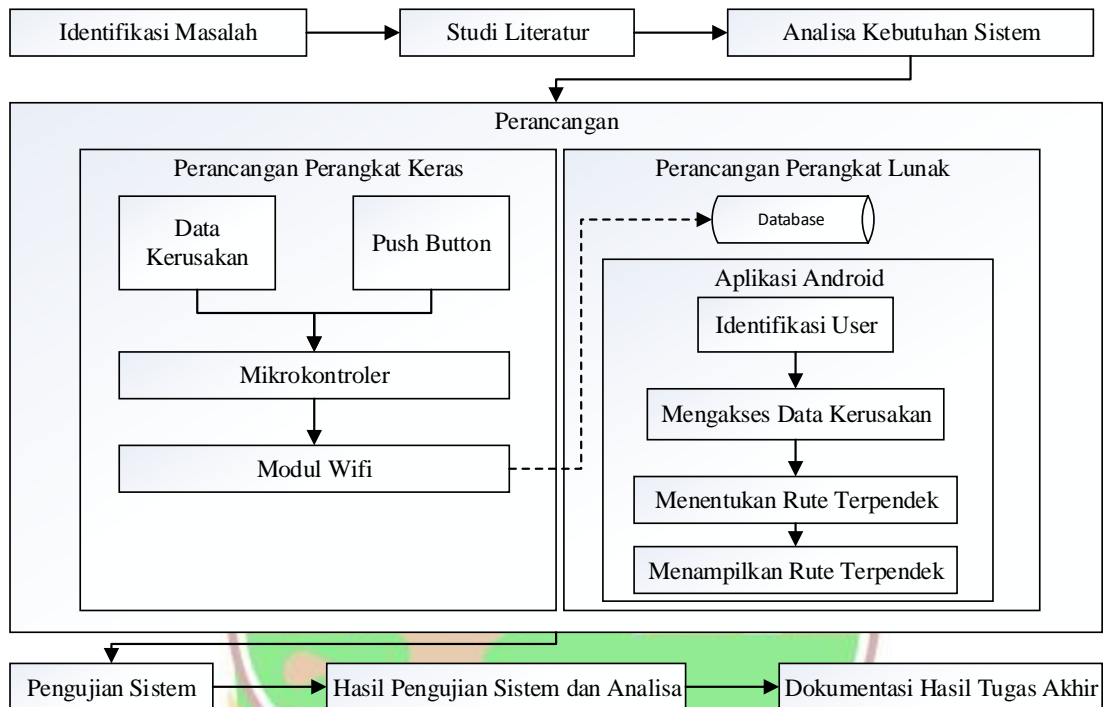 Identifikasi Masalah
Studi Literatur
Analisa Kebutuhan Sistem
Perancangan
Perancangan Perangkat Keras
Data
Kerusakan
Push Button
Mikrokontroler
Modul Wifi
Perancangan Perangkat Lunak
Database
Aplikasi Android
Identifikasi User
Mengakses Data Kerusakan
Menentukan Rute Terpendek
Menampilkan Rute Terpendek
Pengujian Sistem
Hasil Pengujian Sistem dan Analisa
Dokumentasi Hasil Tugas Akhir